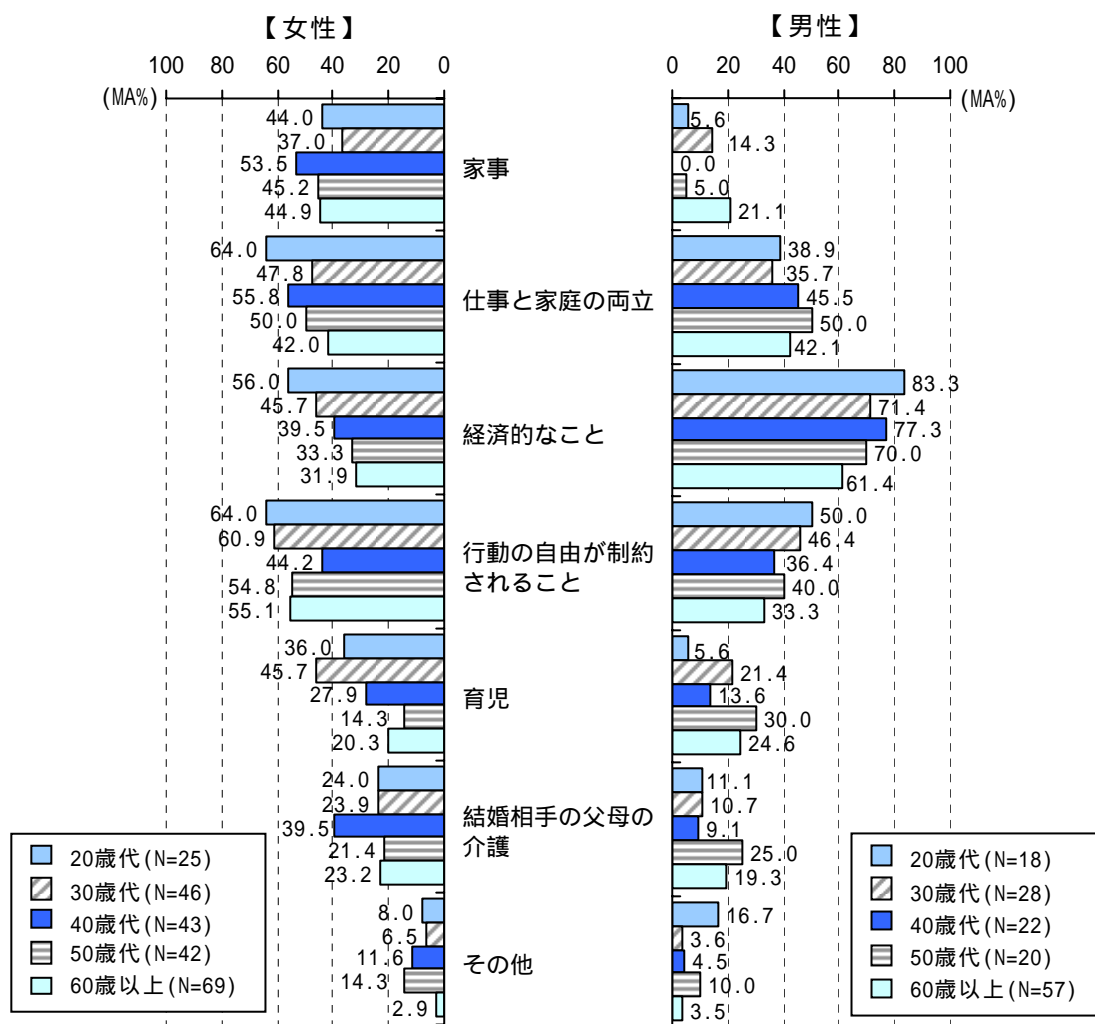 【女性】
【男性】
100 80 60 40 20 0
0 20 40 60 80 100
(MA%)
(MA%)
家事
44.0
37.0
53.5
45.2
44.9
5.6
14.3
0.0
5.0
21.1
仕事と家庭の両立
64.0
47.8
55.8
50.0
42.0
38.9
35.7
45.5
50.0
42.1
経済的なこと
56.0
45.7
39.5
33.3
31.9
83.3
71.4
77.3
70.0
61.4
行動の自由が制約
されること
64.0
60.9
44.2
54.8
55.1
50.0
46.4
36.4
40.0
33.3
育児
36.0
45.7
27.9
14.3
20.3
5.6
21.4
13.6
30.0
24.6
結婚相手の父母の
介護
24.0
23.9
39.5
21.4
23.2
11.1
10.7
9.1
25.0
19.3
その他
8.0
6.5
11.6
14.3
2.9
16.7
3.6
4.5
10.0
3.5
20歳代(N=25)
30歳代(N=46)
40歳代(N=43)
50歳代(N=42)
60歳以上(N=69)
20歳代(N=18)
30歳代(N=28)
40歳代(N=22)
50歳代(N=20)
60歳以上(N=57)